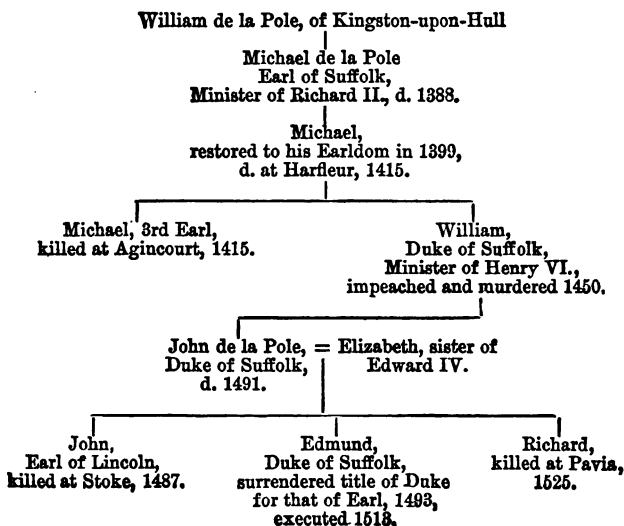 William de la Pole, of Kingston-upon-Hull
Michael de la Pole
Earl of Suffolk,
Minister of Richard II., d. 1388.
Michael,
restored to his Earldom in 1399,
d. at Harfleur, 1415.
Michael, 3rd Earl,
killed at Agincourt, 1415.
William,
Duke of Suffolk,
Minister of Henry VI.,
impeached and murdered 1450.
John de la Pole,
Duke of Suffolk,
d. 1491.
= Elizabeth, sister of
Edward IV.
John,
Earl of Lincoln,
killed at Stoke, 1487.
Edmund,
Duke of Suffolk,
surrendered title of Duke
for that of Earl, 1493,
executed 1513.
Richard,
killed at Pavia,
1525.